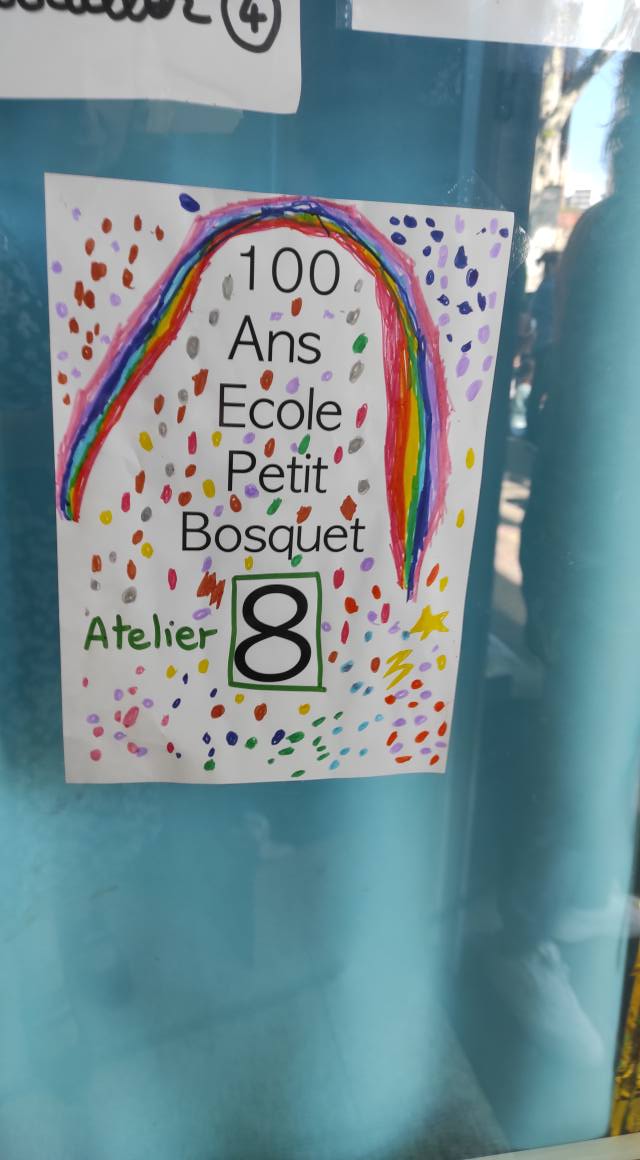 4
100
Ans
Ecole
Petit
Bosquet
Atelier 8